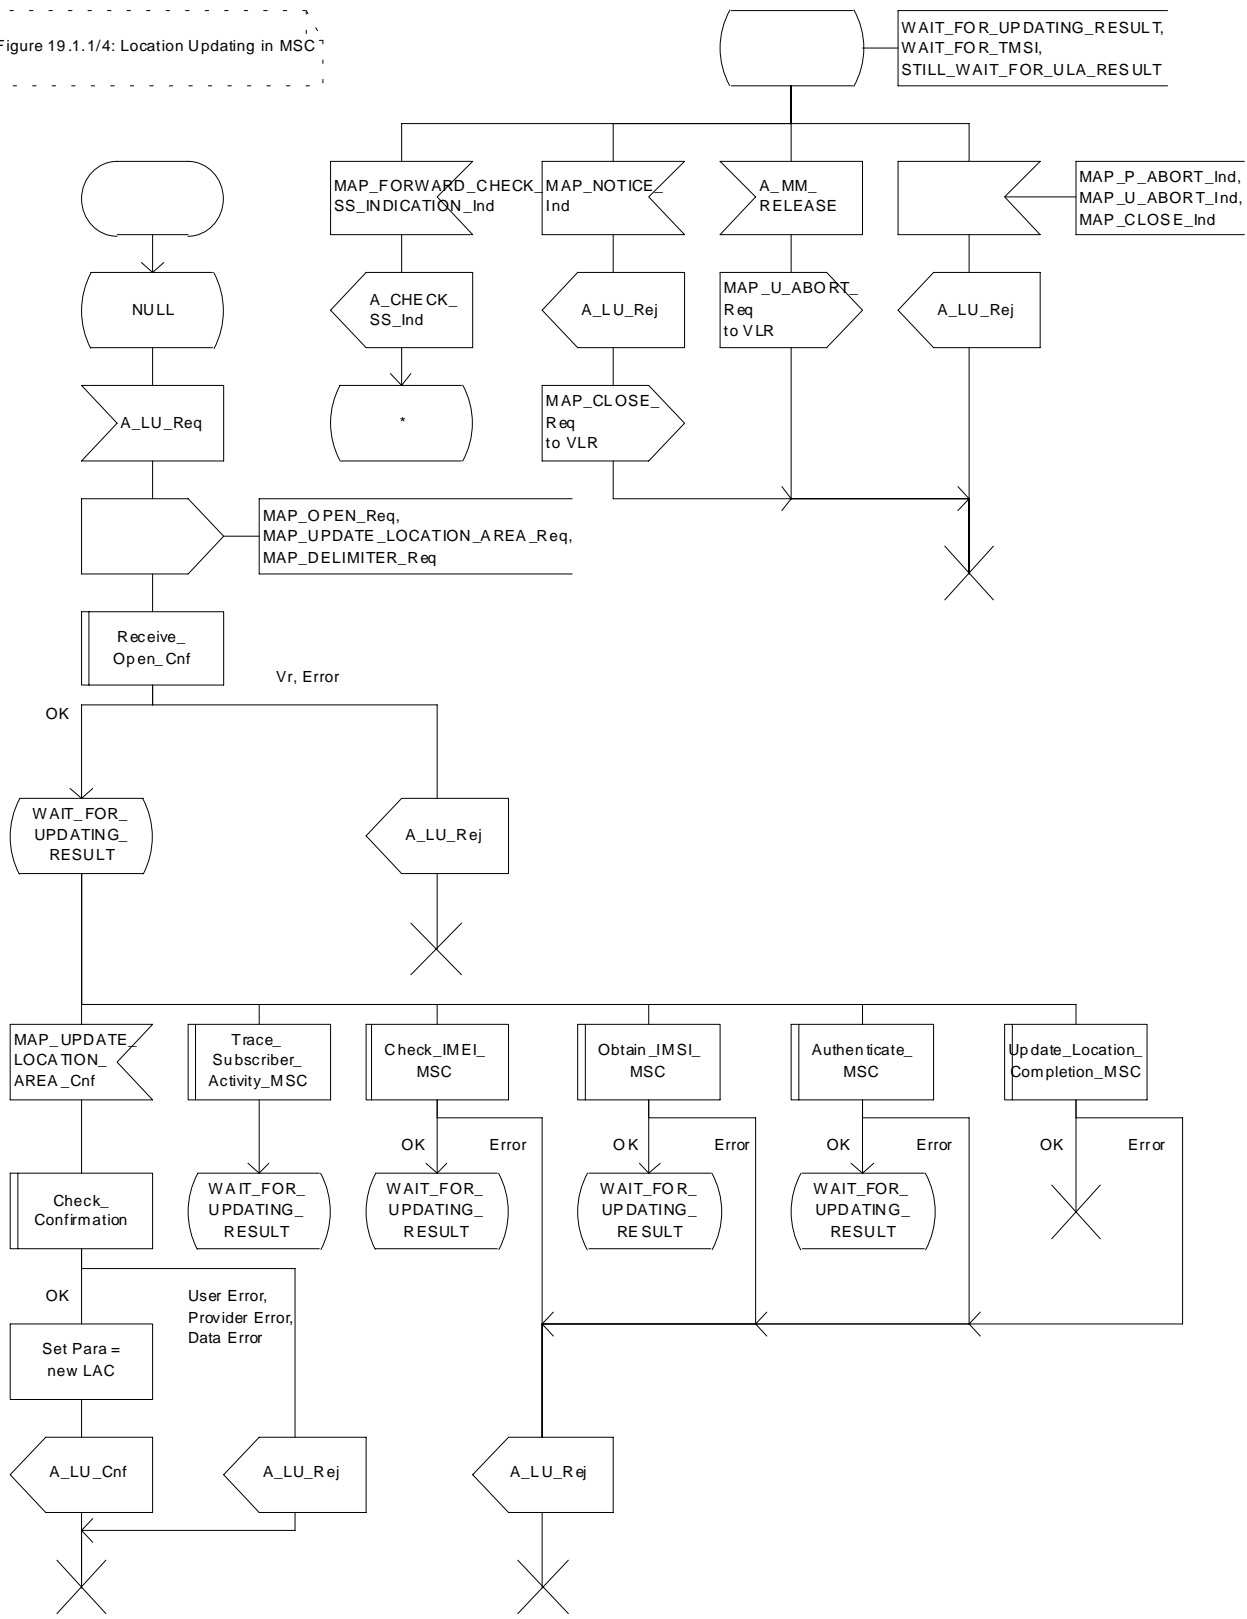 Figure 19.1.1/4: Location Updating in MSC
WAIT_FOR_UPDATING_RESULT,
WAIT_FOR_TMSI,
STILL_WAIT_FOR_ULA_RESULT
MAP_FORWARD_CHECK_
SS_INDICATION_Ind
MAP_NOTICE_
Ind
A_MM_
RELEASE
MAP_P_ABORT_Ind,
MAP_U_ABORT_Ind,
MAP_CLOSE_Ind
NULL
A_CHECK_
SS_Ind
A_LU_Rej
MAP_U_ABORT_
Req
to VLR
A_LU_Rej
A_LU_Req
*
MAP_CLOSE_
Req
to VLR
MAP_OPEN_Req,
MAP_UPDATE_LOCATION_AREA_Req,
MAP_DELIMITER_Req
Receive_
Open_Cnf
Vr, Error
OK
WAIT_FOR_
UPDATING_
RESULT
A_LU_Rej
MAP_UPDATE_
LOCATION_
AREA_Cnf
Trace_
Subscriber_
Activity_MSC
Check_IMEI_
MSC
Obtain_IMSI_
MSC
Authenticate_
MSC
Update_Location_
Completion_MSC
OK
Error
OK
Error
OK
Error
OK
Error
Check_
Confirmation
WAIT_FOR_
UPDATING_
RESULT
WAIT_FOR_
UPDATING_
RESULT
WAIT_FOR_
UPDATING_
RESULT
WAIT_FOR_
UPDATING_
RESULT
OK
User Error,
Provider Error,
Data Error
Set Para =
new LAC
A_LU_Cnf
A_LU_Rej
A_LU_Rej